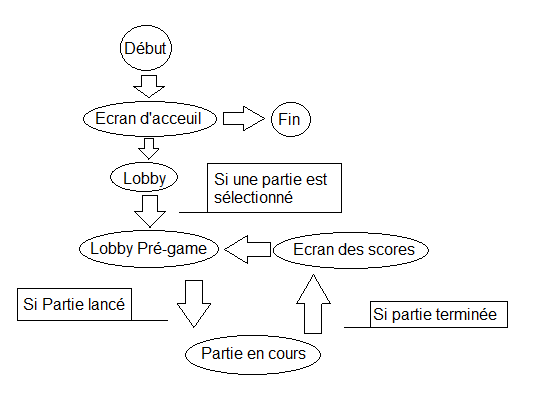 Début
Ecran d'acceuil
Fin
Lobby
Si une partie est
sélectionné
Lobby Pré-game
Ecran des scores
Si Partie lancé
Si partie terminée
Partie en cours